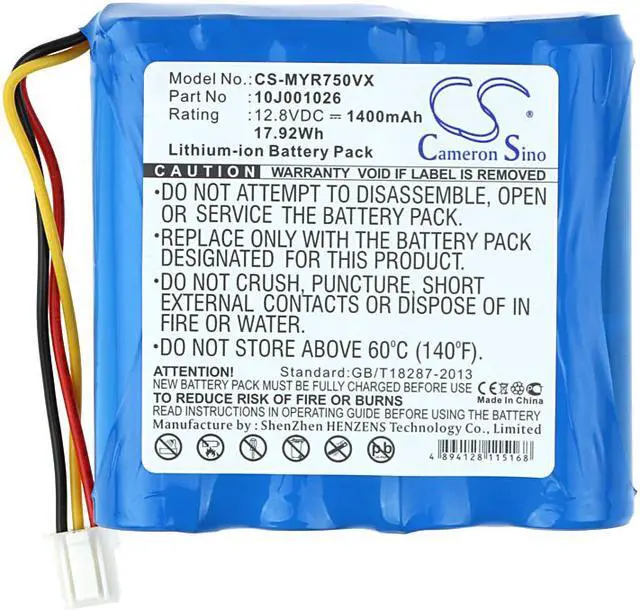 Model No.:CS-MYR750VX
Part No :10J001026
Rating :12.8VDC ⎓ 1400mAh
17.92Wh
Lithium-ion Battery Pack
CS
Cameron Sino
CAUTION WARRANTY VOID IF LABEL IS REMOVED
•DO NOT ATTEMPT TO DISASSEMBLE, OPEN
OR SERVICE THE BATTERY PACK.
•REPLACE ONLY WITH THE BATTERY PACK
DESIGNATED FOR THIS PRODUCT.
•DO NOT CRUSH, PUNCTURE, SHORT
EXTERNAL CONTACTS OR DISPOSE OF IN
FIRE OR WATER.
•DO NOT STORE ABOVE 60°C (140°F).
ATTENTION! Standard:GB/T18287-2013
NEW BATTERY PACK MUST BE FULLY CHARGED BEFORE USE
TO REDUCE RISK OF FIRE OR BURNS
READ INSTRUCTIONS IN OPERATING BEFORE USING THE BATTERY
CE
Made In China
Manufacture by : ShenZhen HENZENS Technology Co., Limited
pb
4 894128 115168